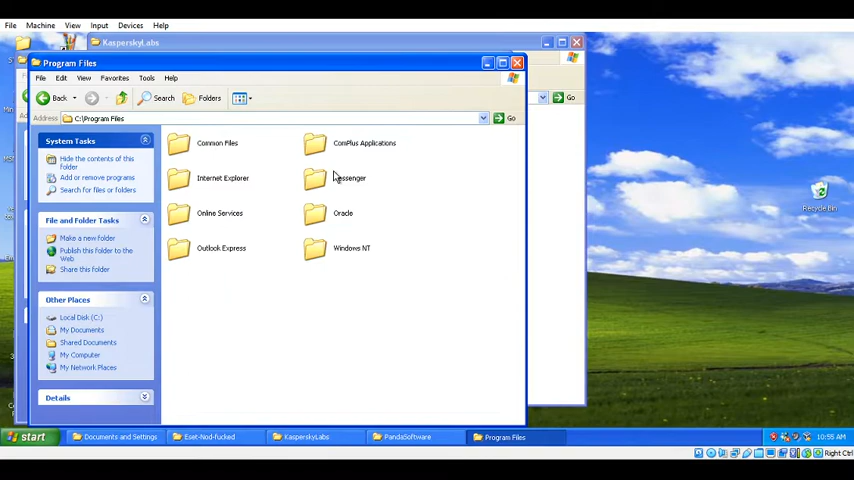 File Machine View Input Devices Help
KasperskyLabs
Program Files
File Edit View Favorites Tools Help
Back Search Folders
Address C:\Program Files Go
Go
System Tasks
Hide the contents of this
folder
Add or remove programs
Search for files or folders
File and Folder Tasks
Make a new folder
Publish this folder to the
Web
Share this folder
Other Places
Local Disk (C:)
My Documents
Shared Documents
My Computer
My Network Places
Details
Common Files
ComPlus Applications
Internet Explorer
Messenger
Online Services
Oracle
Outlook Express
Windows NT
Recycle Bin
start Documents and Settings Eset-Nod-fucked KasperskyLabs PandaSoftware Program Files 10:55 AM
Right Ctrl